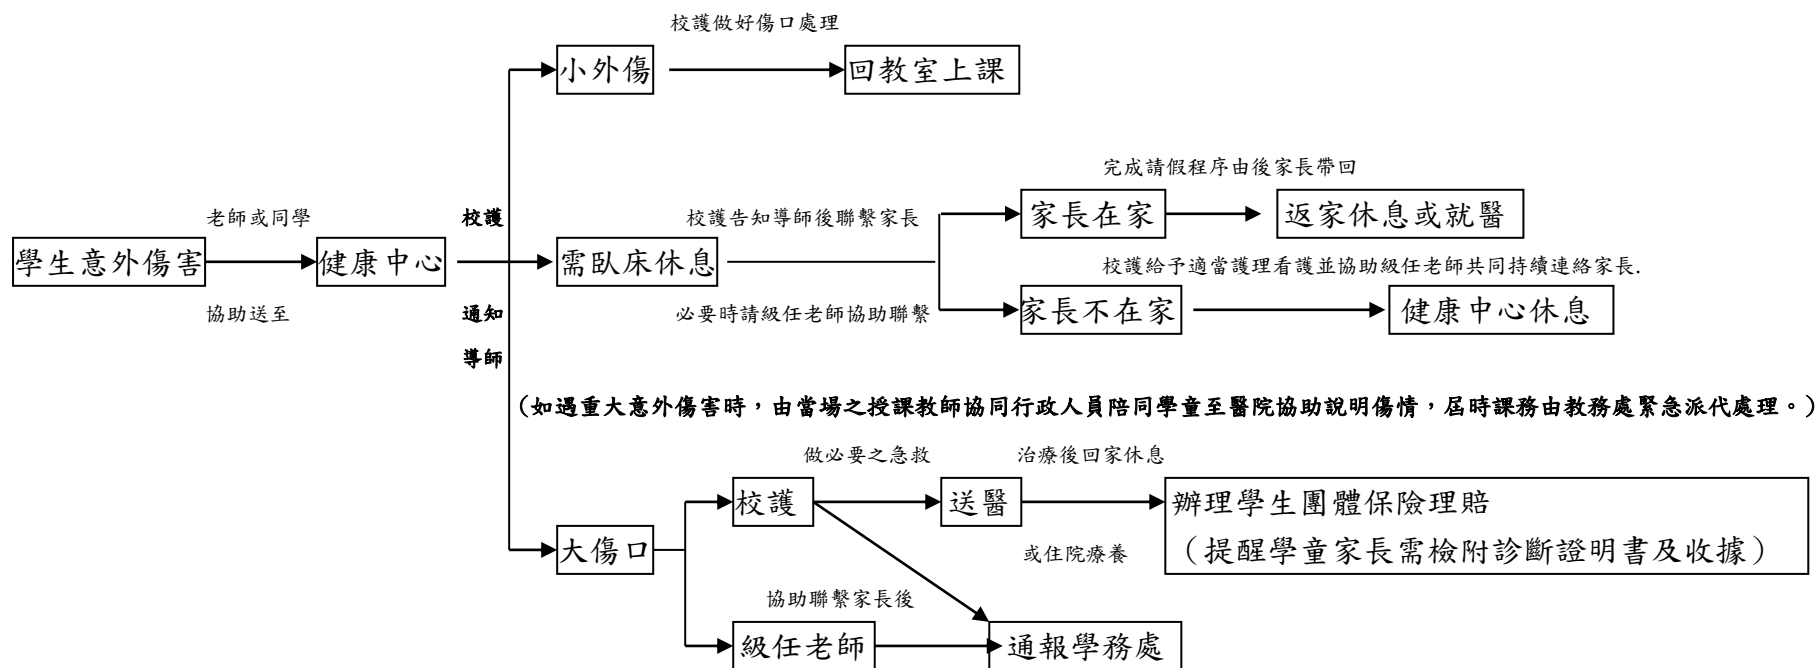 校護做好傷口處理
小外傷
回教室上課
完成請假程序由後家長帶回
老師或同學
校護
校護告知導師後聯繫家長
家長在家
返家休息或就醫
學生意外傷害
健康中心
需臥床休息
校護給予適當護理看護並協助級任老師共同持續連絡家長.
協助送至
通知
必要時請級任老師協助聯繫
家長不在家
健康中心休息
導師
(如遇重大意外傷害時，由當場之授課教師協同行政人員陪同學童至醫院協助說明傷情，屆時課務由教務處緊急派代處理。)
做必要之急救
治療後回家休息
校護
送醫
辦理學生團體保險理賠
大傷口
或住院療養
（提醒學童家長需檢附診斷證明書及收據）
協助聯繫家長後
級任老師
通報學務處